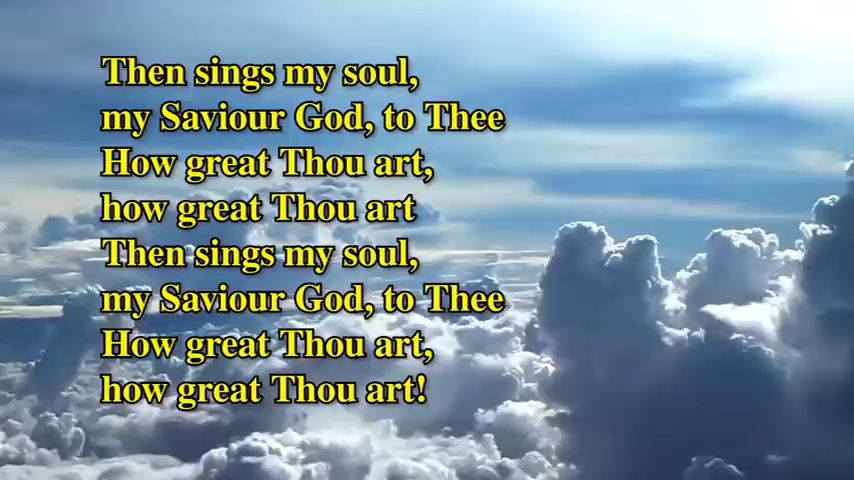 Then sings my soul,
my Saviour God, to Thee
How great Thou art,
how great Thou art
Then sings my soul,
my Saviour God, to Thee
How great Thou art,
how great Thou art!